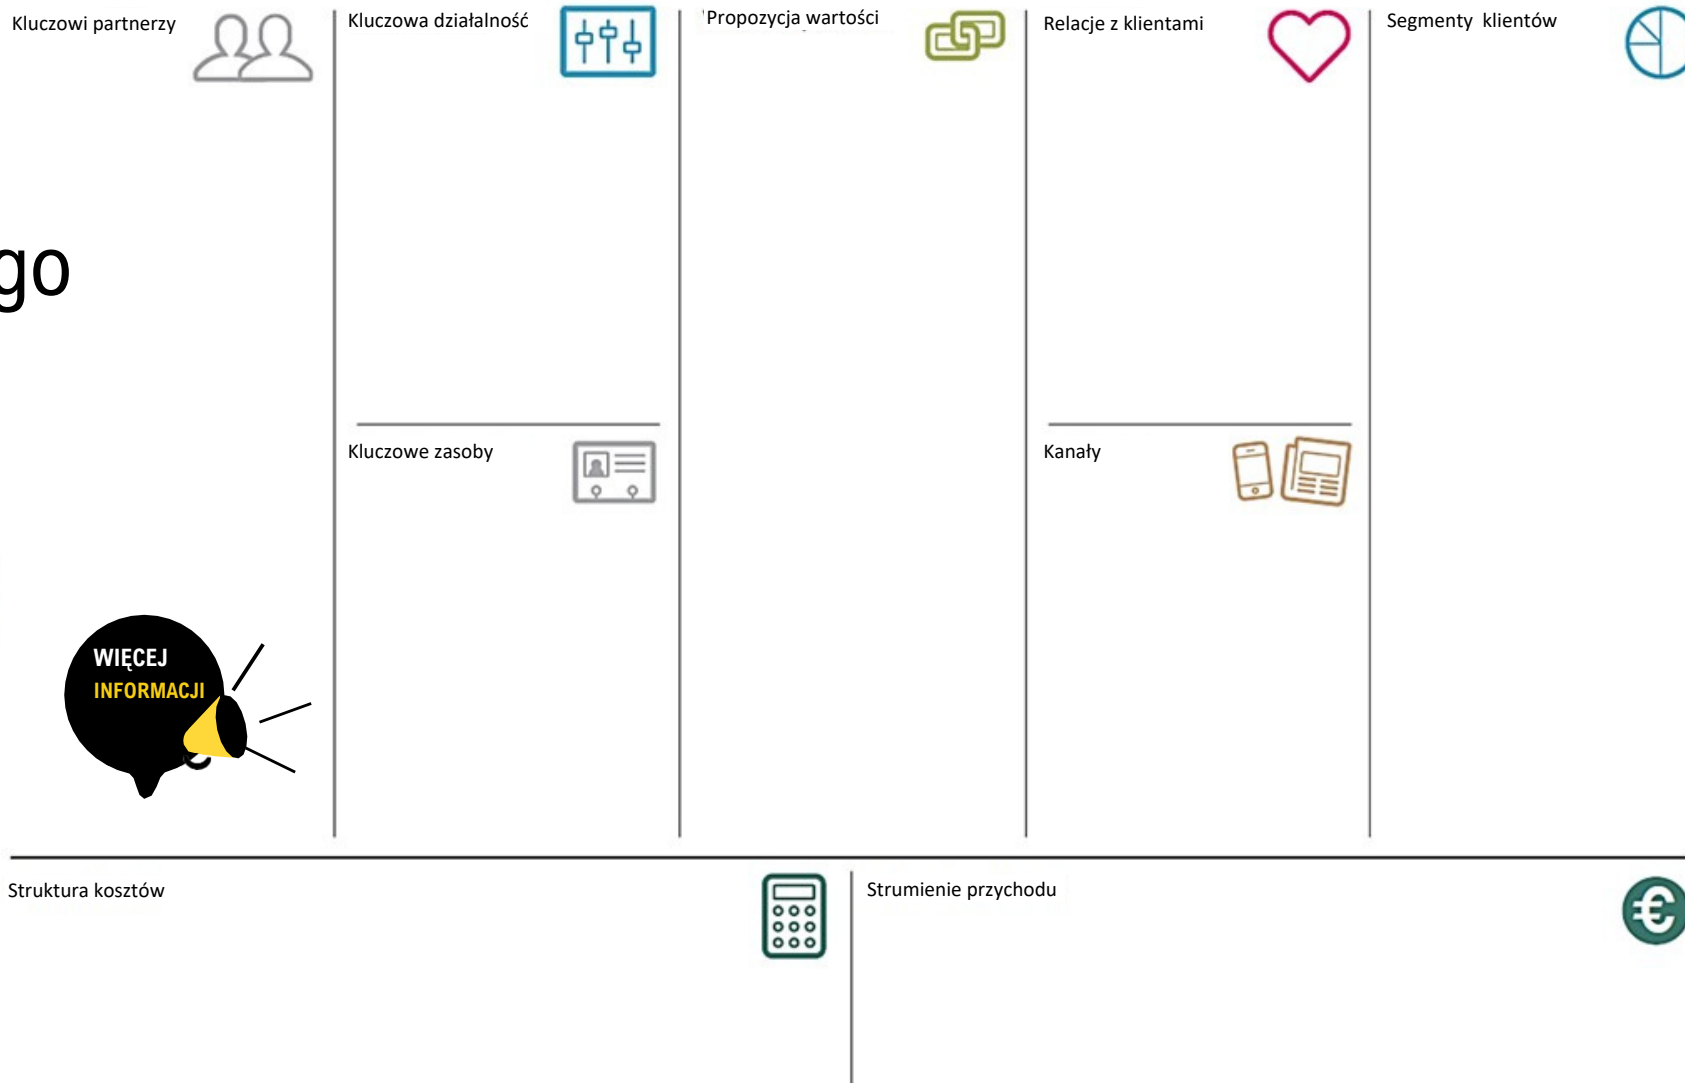 Kluczowi partnerzy
Kluczowa działalność
Propozycja wartości
Relacje z klientami
Segmenty klientów
go
Kluczowe zasoby
Kanały
WIĘCEJ
INFORMACJI
Struktura kosztów
Strumienie przychodu
€